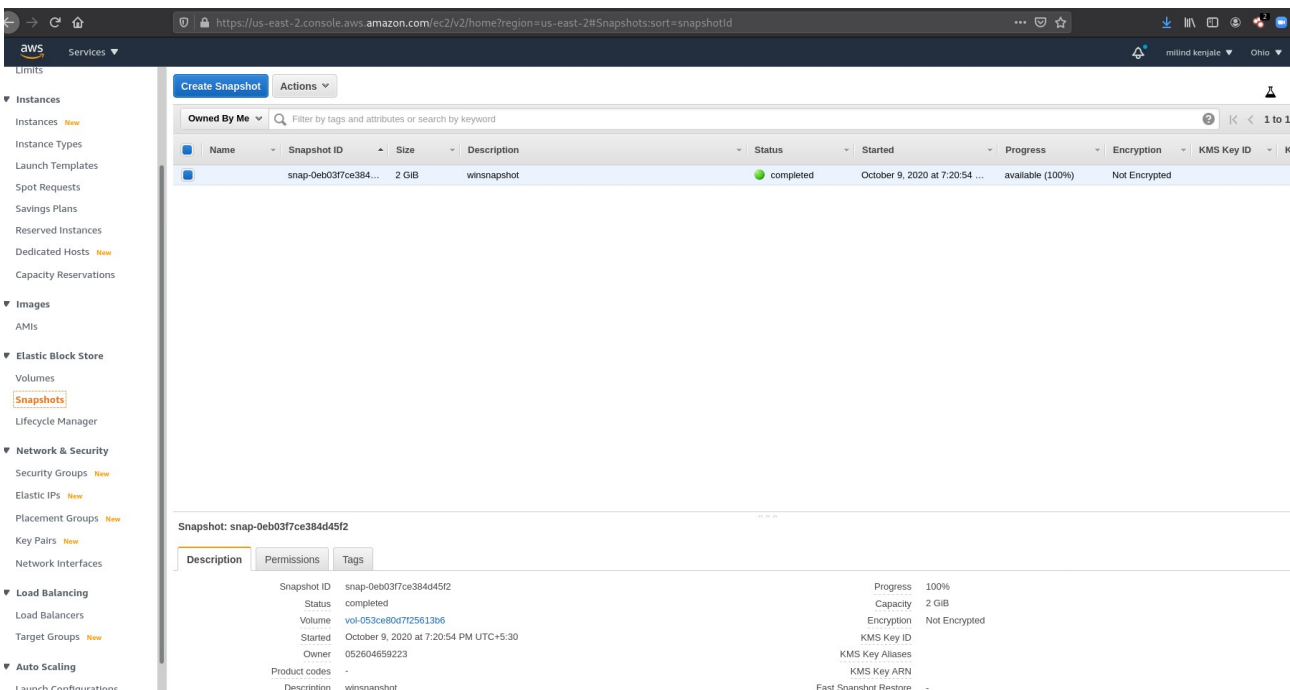 https://us-east-2.console.aws.amazon.com/ec2/v2/home?region=us-east-2#Snapshots:sort=snapshotId
2
aws Services milind kenjale Ohio
Limits
Instances
Instances New
Instance Types
Launch Templates
Spot Requests
Savings Plans
Reserved Instances
Dedicated Hosts New
Capacity Reservations
Images
AMIs
Elastic Block Store
Volumes
Snapshots
Lifecycle Manager
Network & Security
Security Groups New
Elastic IPs New
Placement Groups New
Key Pairs New
Network Interfaces
Load Balancing
Load Balancers
Target Groups New
Auto Scaling
Launch Configurations
Create Snapshot Actions
Owned By Me Filter by tags and attributes or search by keyword 1 to 1
Name Snapshot ID Size Description Status Started Progress Encryption KMS Key ID K
snap-0eb03f7ce384... 2 GiB winsnapshot completed October 9, 2020 at 7:20:54 ... available (100%) Not Encrypted
Snapshot: snap-0eb03f7ce384d45f2
Description Permissions Tags
Snapshot ID snap-0eb03f7ce384d45f2 Progress 100%
Status completed Capacity 2 GiB
Volume vol-053ce80d7f25613b6 Encryption Not Encrypted
Started October 9, 2020 at 7:20:54 PM UTC+5:30 KMS Key ID
Owner 052604659223 KMS Key Aliases
Product codes - KMS Key ARN
Description winsnapshot Fast Snapshot Restore -